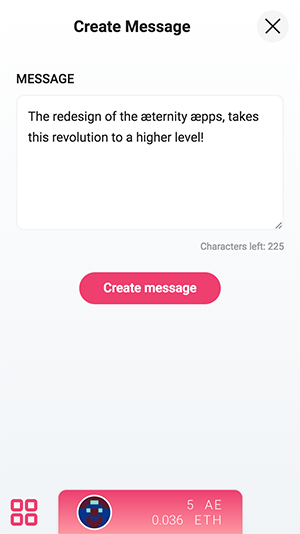 Create Message
MESSAGE
The redesign of the æternity æpps, takes
this revolution to a higher level!
Characters left: 225
Create message
5 AE
0.036 ETH